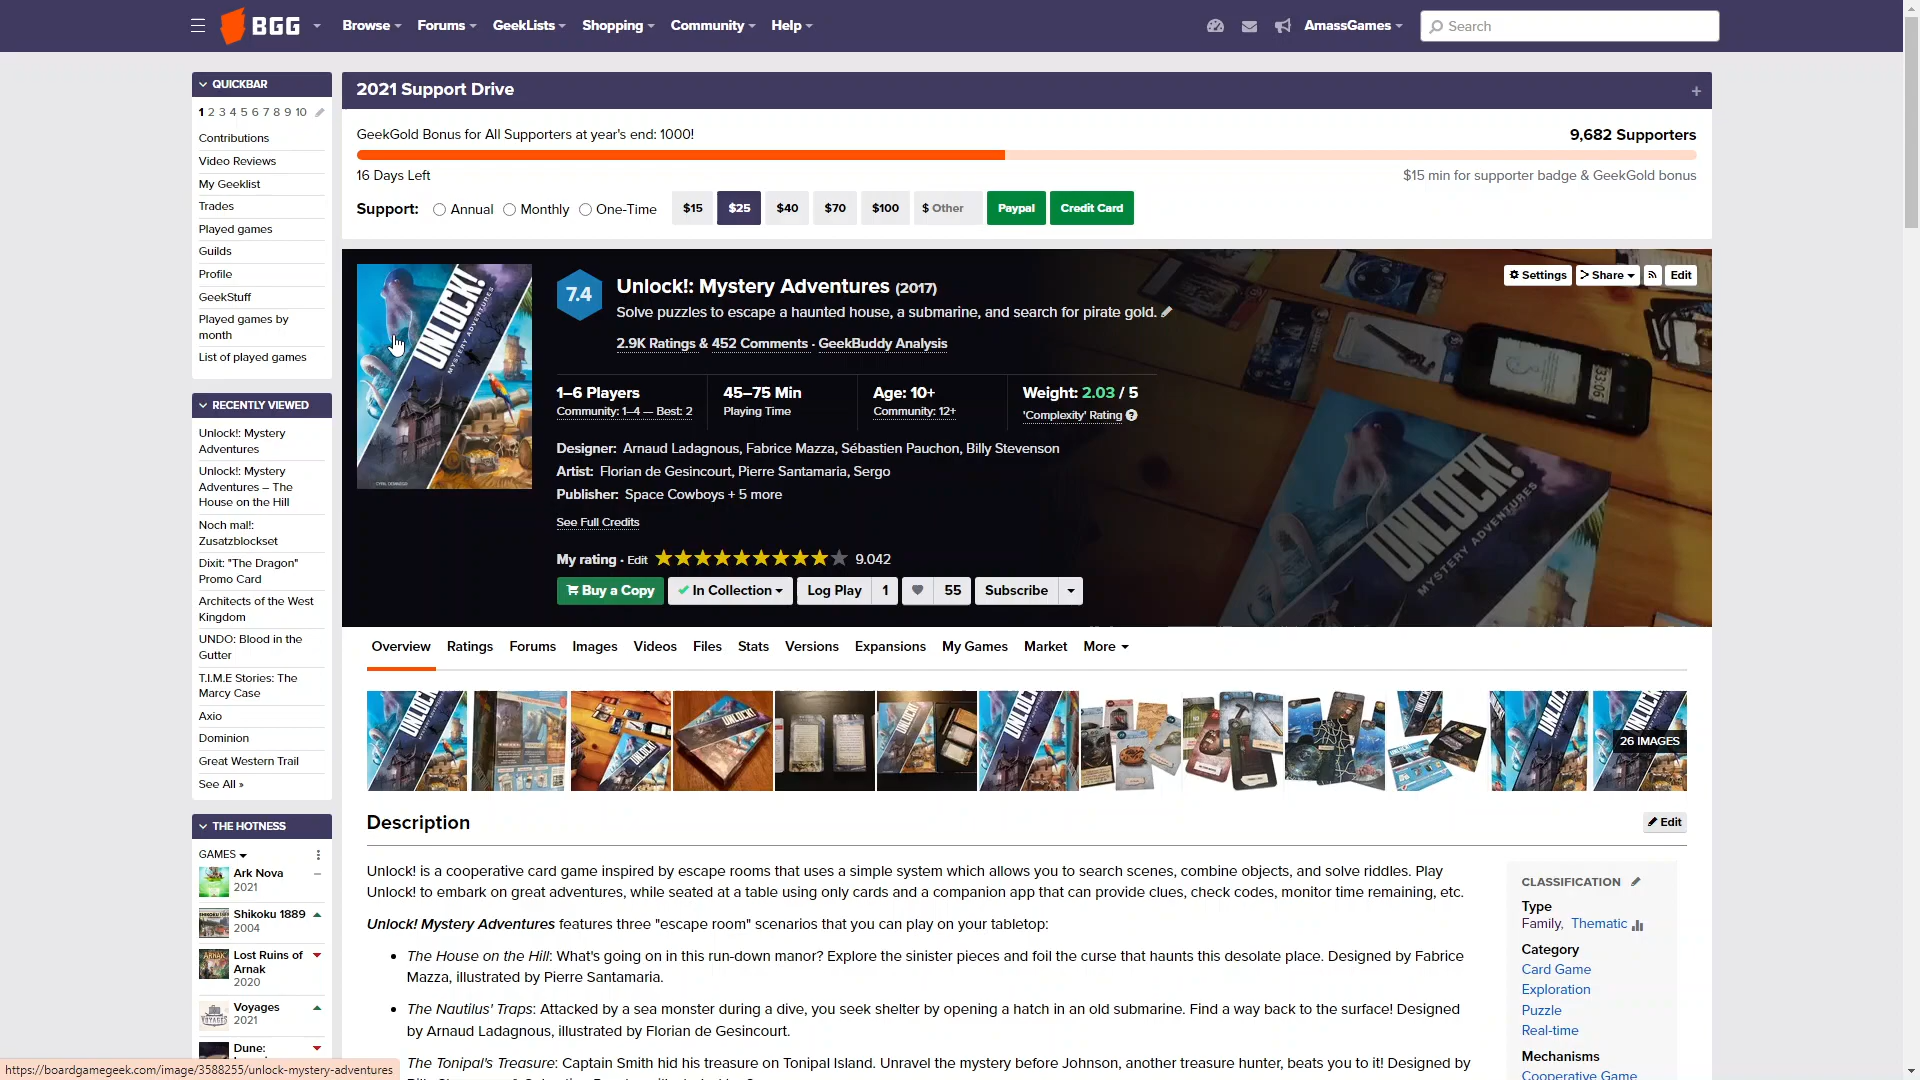 BGG
Browse
Forums
GeekLists
Shopping
Community
Help
AmassGames
Search
QUICKBAR
1 2 3 4 5 6 7 8 9 10
Contributions
Video Reviews
My Geeklist
Trades
Played games
Guilds
Profile
GeekStuff
Played games by
month
List of played games
RECENTLY VIEWED
Unlock!: Mystery
Adventures
Unlock!: Mystery
Adventures – The
House on the Hill
Noch mal!:
Zusatzblockset
Dixit: "The Dragon"
Promo Card
Architects of the West
Kingdom
UNDO: Blood in the
Gutter
T.I.M.E Stories: The
Marcy Case
Axio
Dominion
Great Western Trail
See All »
THE HOTNESS
GAMES
Ark Nova
2021
Shikoku 1889
2004
Lost Ruins of
Arnak
2020
Voyages
2021
Dune:
https://boardgamegeek.com/image/3588255/unlock-mystery-adventures
2021 Support Drive
+
GeekGold Bonus for All Supporters at year's end: 1000!
9,682 Supporters
16 Days Left
$15 min for supporter badge & GeekGold bonus
Support: Annual Monthly One-Time $15 $25 $40 $70 $100 $ Other Paypal Credit Card
UNLOCK!
MYSTERY ADVENTURES
7.4
Unlock!: Mystery Adventures (2017)
Solve puzzles to escape a haunted house, a submarine, and search for pirate gold.
2.9K Ratings & 452 Comments · GeekBuddy Analysis
Settings
Share
Edit
1–6 Players
Community: 1–4 — Best: 2
45–75 Min
Playing Time
Age: 10+
Community: 12+
Weight: 2.03 / 5
'Complexity' Rating ?
Designer: Arnaud Ladagnous, Fabrice Mazza, Sébastien Pauchon, Billy Stevenson
Artist: Florian de Gesincourt, Pierre Santamaria, Sergo
Publisher: Space Cowboys + 5 more
See Full Credits
My rating · Edit 9.042
Buy a Copy In Collection Log Play 1 55 Subscribe
UNLOCK!
MYSTERY ADVENTURES
33:06
Overview Ratings Forums Images Videos Files Stats Versions Expansions My Games Market More
26 IMAGES
Description
Edit
Unlock! is a cooperative card game inspired by escape rooms that uses a simple system which allows you to search scenes, combine objects, and solve riddles. Play
Unlock! to embark on great adventures, while seated at a table using only cards and a companion app that can provide clues, check codes, monitor time remaining, etc.
Unlock! Mystery Adventures features three "escape room" scenarios that you can play on your tabletop:
• The House on the Hill: What's going on in this run-down manor? Explore the sinister pieces and foil the curse that haunts this desolate place. Designed by Fabrice
Mazza, illustrated by Pierre Santamaria.
• The Nautilus' Traps: Attacked by a sea monster during a dive, you seek shelter by opening a hatch in an old submarine. Find a way back to the surface! Designed
by Arnaud Ladagnous, illustrated by Florian de Gesincourt.
The Tonipal's Treasure: Captain Smith hid his treasure on Tonipal Island. Unravel the mystery before Johnson, another treasure hunter, beats you to it! Designed by
CLASSIFICATION
Type
Family, Thematic
Category
Card Game
Exploration
Puzzle
Real-time
Mechanisms
Cooperative Game